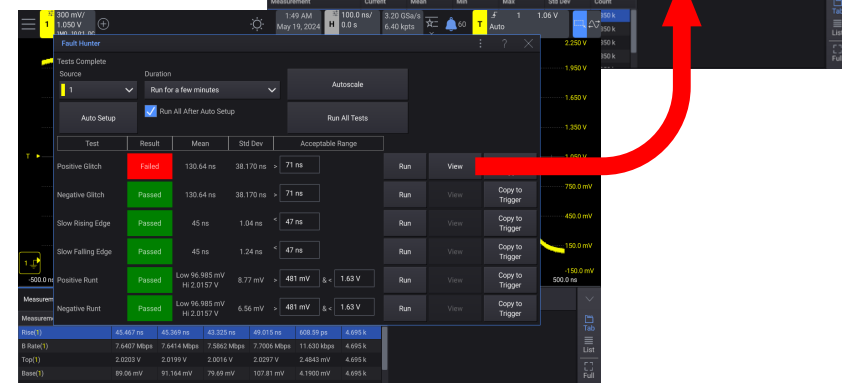 Measurement Current Mean Min Max Std Dev Count
300 mV/
1 1.050 V
1:49 AM
May 19, 2024
H 100.0 ns/
0.0 s
3.20 GSa/s
6.40 kpts
60
T 1 1.06 V
Auto
350 k
350 k
350 k
350 k
Tab
List
Full
Fault Hunter ? X
Tests Complete
Source Duration
1 Run for a few minutes Autoscale
Auto Setup Run All After Auto Setup Run All Tests
Test Result Mean Std Dev Acceptable Range
Positive Glitch Failed 130.64 ns 38.170 ns > 71 ns Run View
Negative Glitch Passed 130.64 ns 38.170 ns > 71 ns Run View Copy to
Trigger
Slow Rising Edge Passed 45 ns 1.04 ns < 47 ns Run View Copy to
Trigger
Slow Falling Edge Passed 45 ns 1.24 ns < 47 ns Run View Copy to
Trigger
Positive Runt Passed Low 96.985 mV
Hi 2.0157 V 8.77 mV > 481 mV & < 1.63 V Run View Copy to
Trigger
Negative Runt Passed Low 96.985 mV
Hi 2.0157 V 6.56 mV > 481 mV & < 1.63 V Run View Copy to
Trigger
2.250 V
1.950 V
1.650 V
1.350 V
1.050 V
750.0 mV
450.0 mV
150.0 mV
-150.0 mV
T
1
-500.0 ns 500.0 ns
Rise(1) 45.467 ns 45.369 ns 43.325 ns 49.015 ns 608.59 ps 4.695 k
B Rate(1) 7.6407 Mbps 7.6414 Mbps 7.5862 Mbps 7.7006 Mbps 11.630 kbps 4.695 k
Top(1) 2.0203 V 2.0199 V 2.0016 V 2.0297 V 2.4843 mV 4.695 k
Base(1) 89.06 mV 91.164 mV 79.69 mV 107.81 mV 4.1900 mV 4.695 k
Tab
List
Full